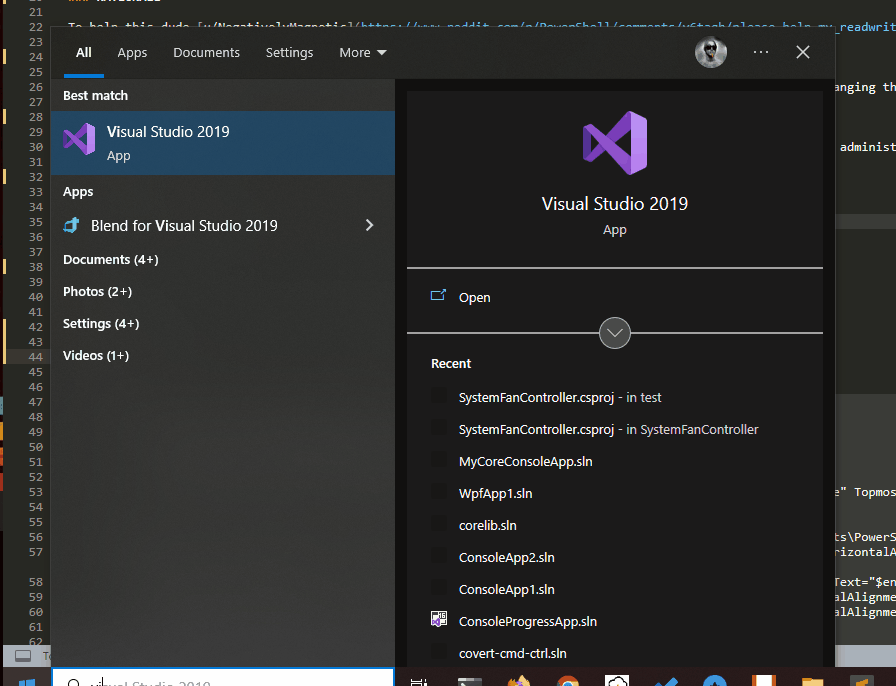 21
22 To help this dude [u/NegativelyMagnetic](https://www.reddit.com/r/PowerShell/comments/
23
24
25
26 anging th
27
28
29
30 administ
31
32
33
34
35
36
37
38
39
40
41
42
43
44
45
46
47
48
49
50
51
52
53 e" Topmos
54
55
56 ts\PowerS
57 rizontalA
58 Text="$en
59 alAlignme
60 alAlignme
61
62
All Apps Documents Settings More
Best match
Visual Studio 2019
App
Apps
Blend for Visual Studio 2019
Documents (4+)
Photos (2+)
Settings (4+)
Videos (1+)
Visual Studio 2019
App
Open
Recent
SystemFanController.csproj - in test
SystemFanController.csproj - in SystemFanController
MyCoreConsoleApp.sln
WpfApp1.sln
corelib.sln
ConsoleApp2.sln
ConsoleApp1.sln
ConsoleProgressApp.sln
covert-cmd-ctrl.sln
visual Studio 2019